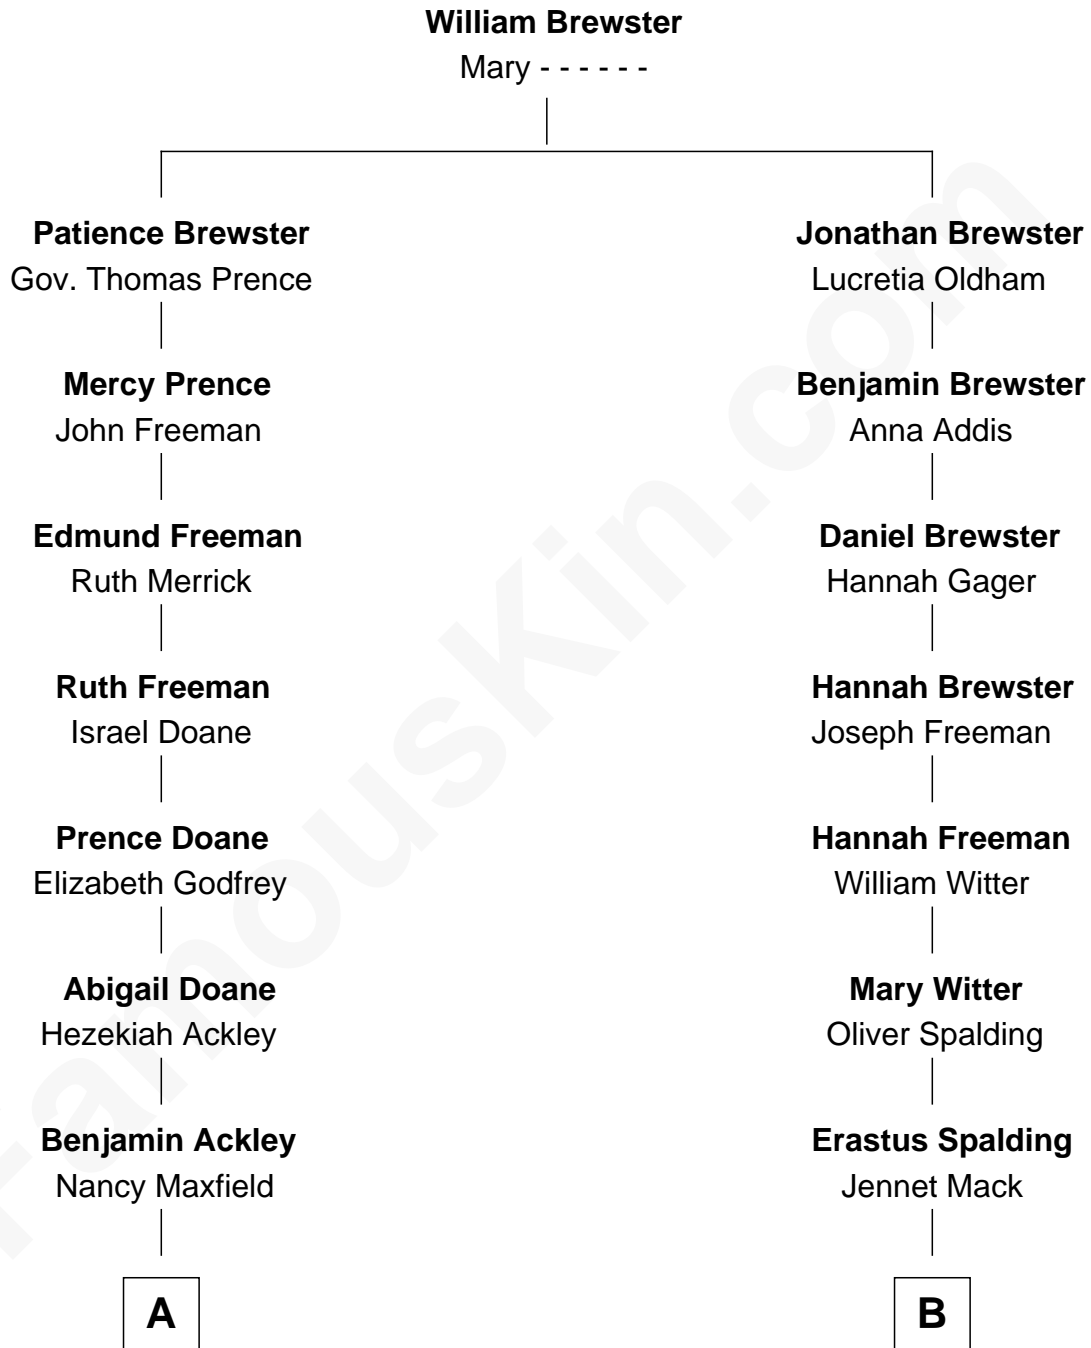 William Brewster
Mary - - - - - -
Patience Brewster
Gov. Thomas Prence
Jonathan Brewster
Lucretia Oldham
Mercy Prence
John Freeman
Benjamin Brewster
Anna Addis
Edmund Freeman
Ruth Merrick
Daniel Brewster
Hannah Gager
Ruth Freeman
Israel Doane
Hannah Brewster
Joseph Freeman
Prence Doane
Elizabeth Godfrey
Hannah Freeman
William Witter
Abigail Doane
Hezekiah Ackley
Mary Witter
Oliver Spalding
Benjamin Ackley
Nancy Maxfield
Erastus Spalding
Jennet Mack
A
B
FamousKin.com